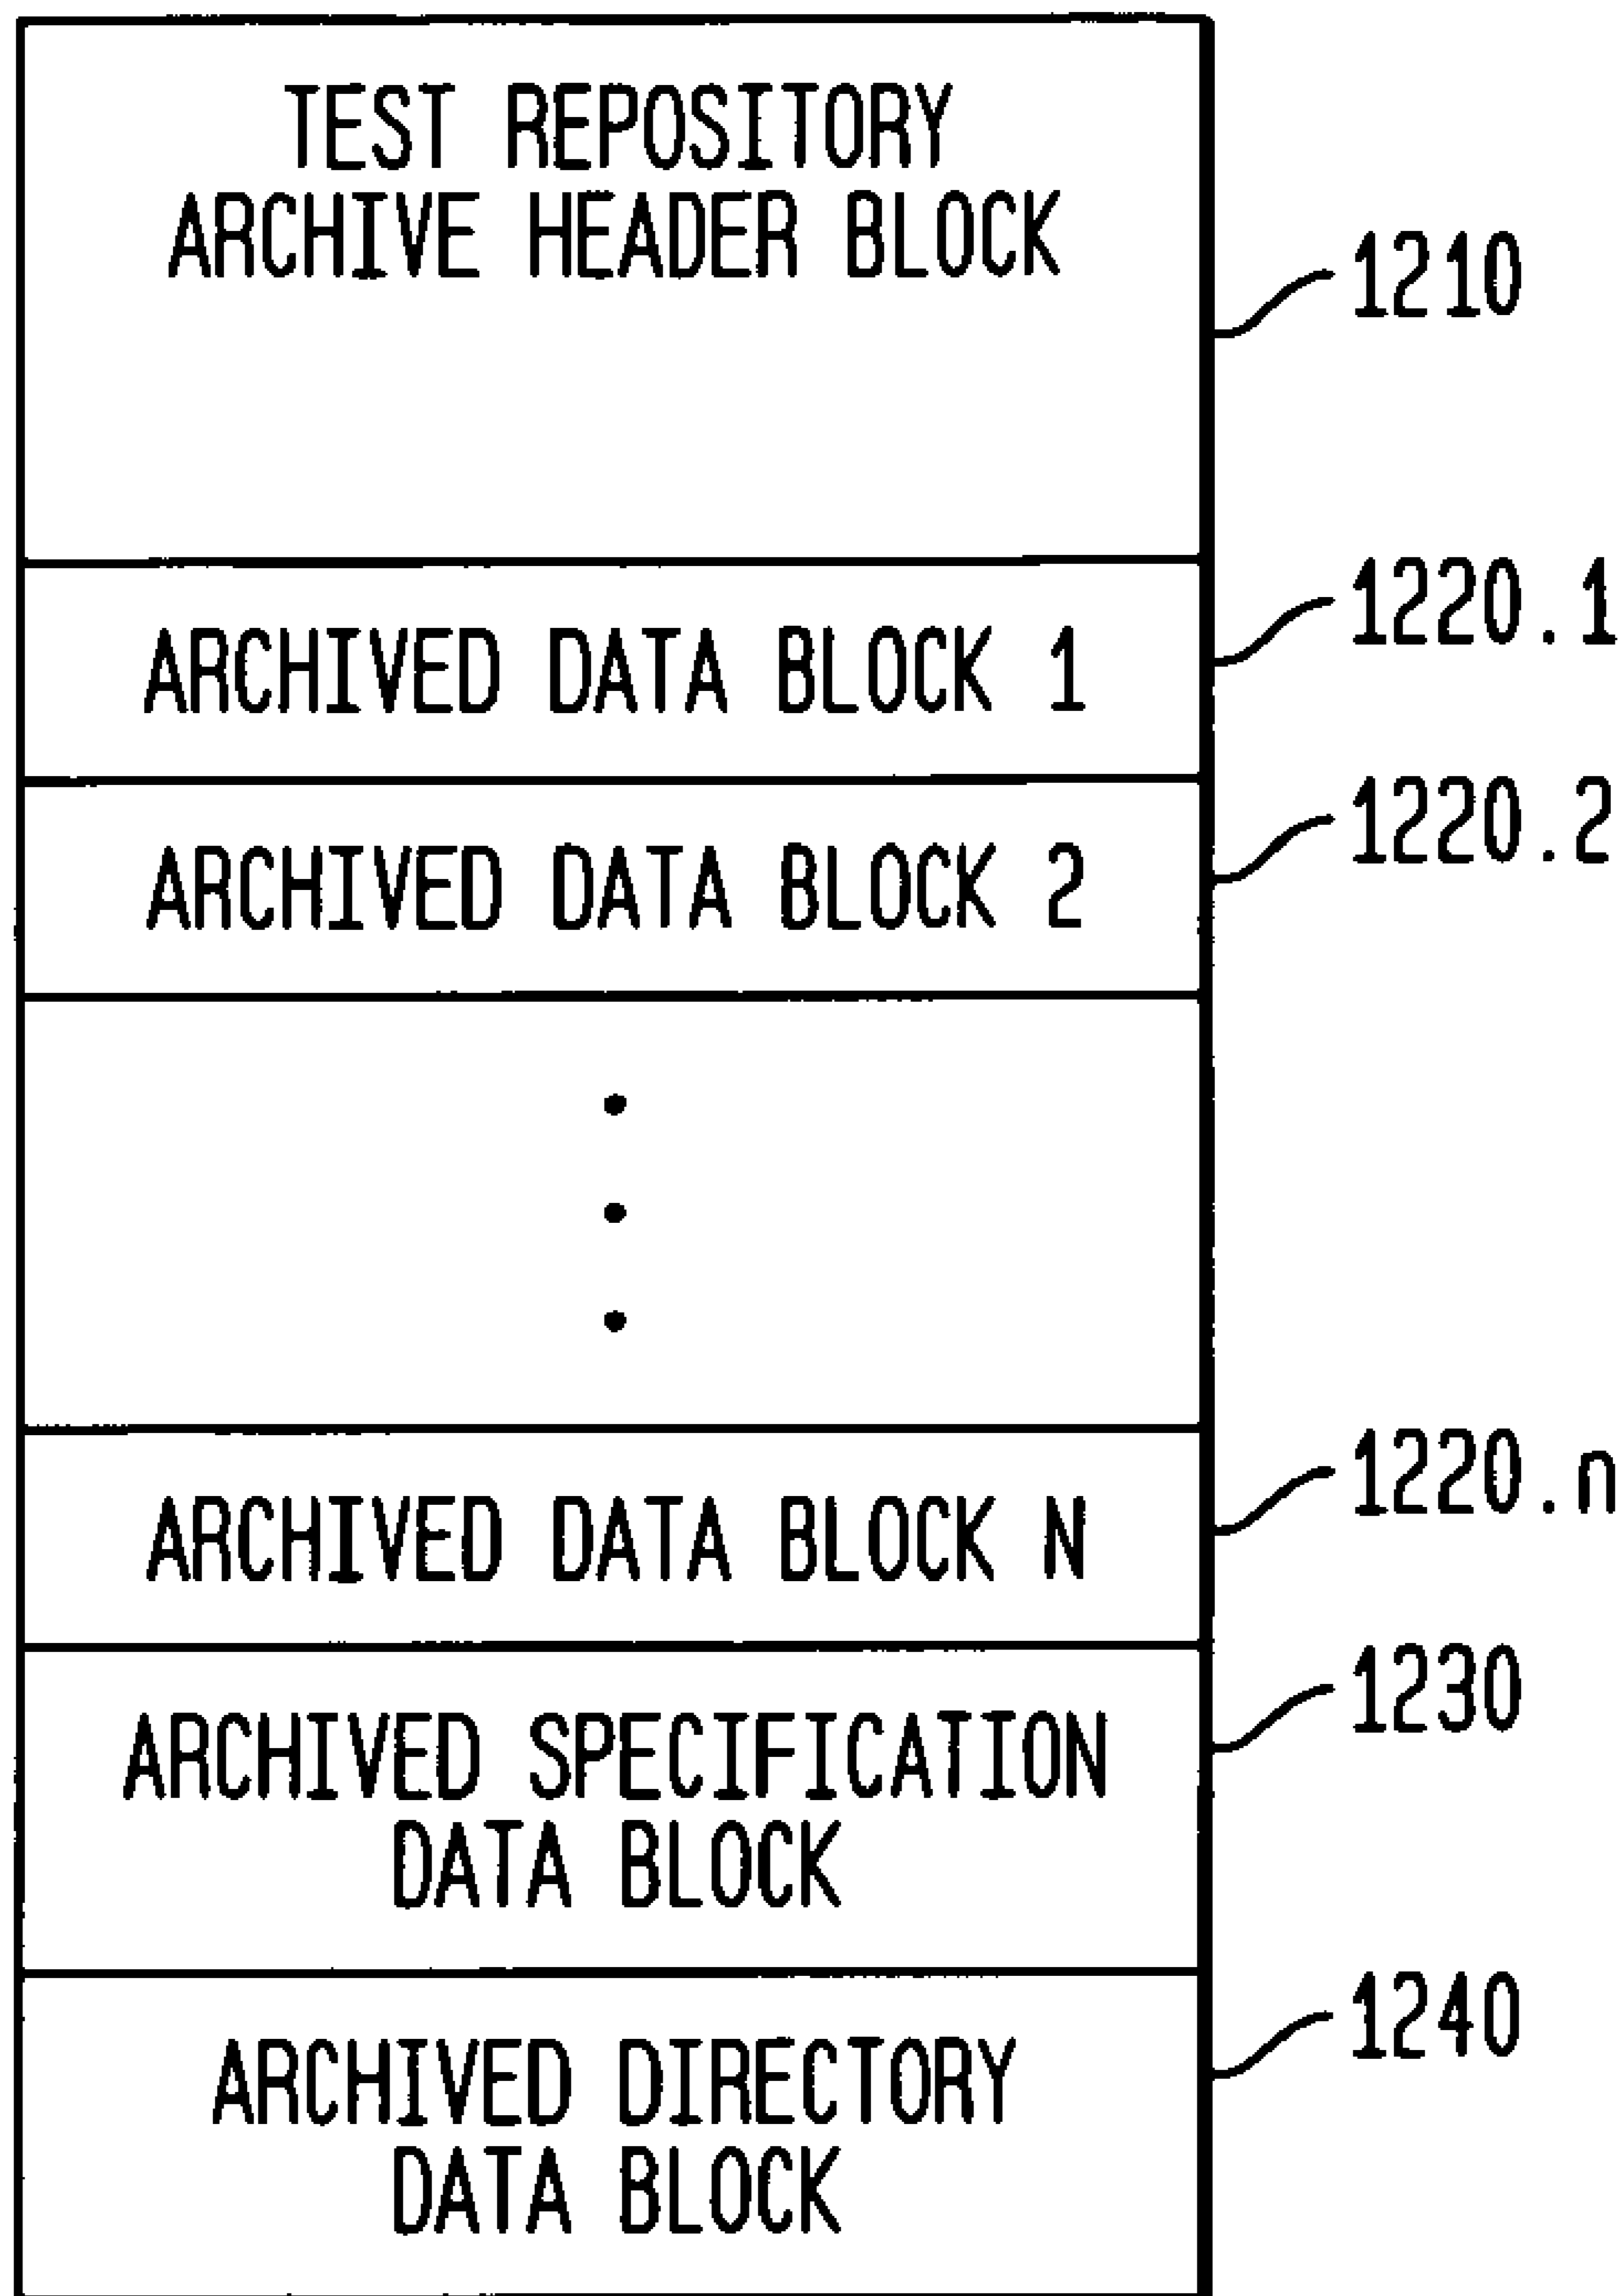 TEST REPOSITORY
ARCHIVE HEADER BLOCK
1210
ARCHIVED DATA BLOCK 1
1220.1
ARCHIVED DATA BLOCK 2
1220.2
ARCHIVED DATA BLOCK N
1220.n
ARCHIVED SPECIFICATION
DATA BLOCK
1230
ARCHIVED DIRECTORY
DATA BLOCK
1240